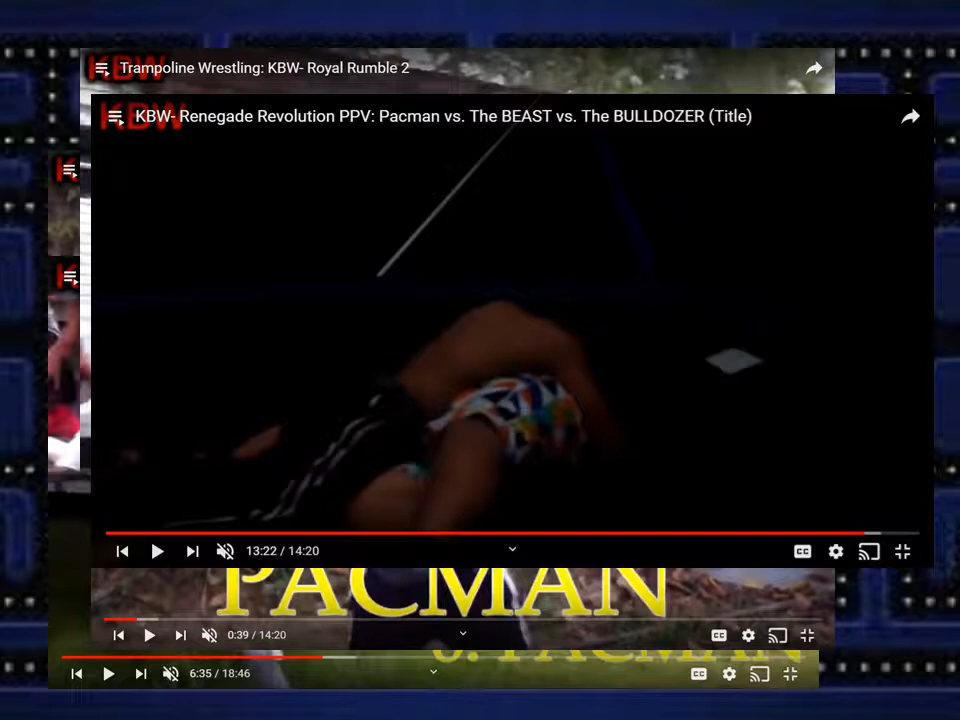 KBW
Trampoline Wrestling: KBW- Royal Rumble 2
KBW
KBW- Renegade Revolution PPV: Pacman vs. The BEAST vs. The BULLDOZER (Title)
CC
13:22 / 14:20
PACMAN
CC
0:39 / 14:20
PACMAN
CC
6:35 / 18:46